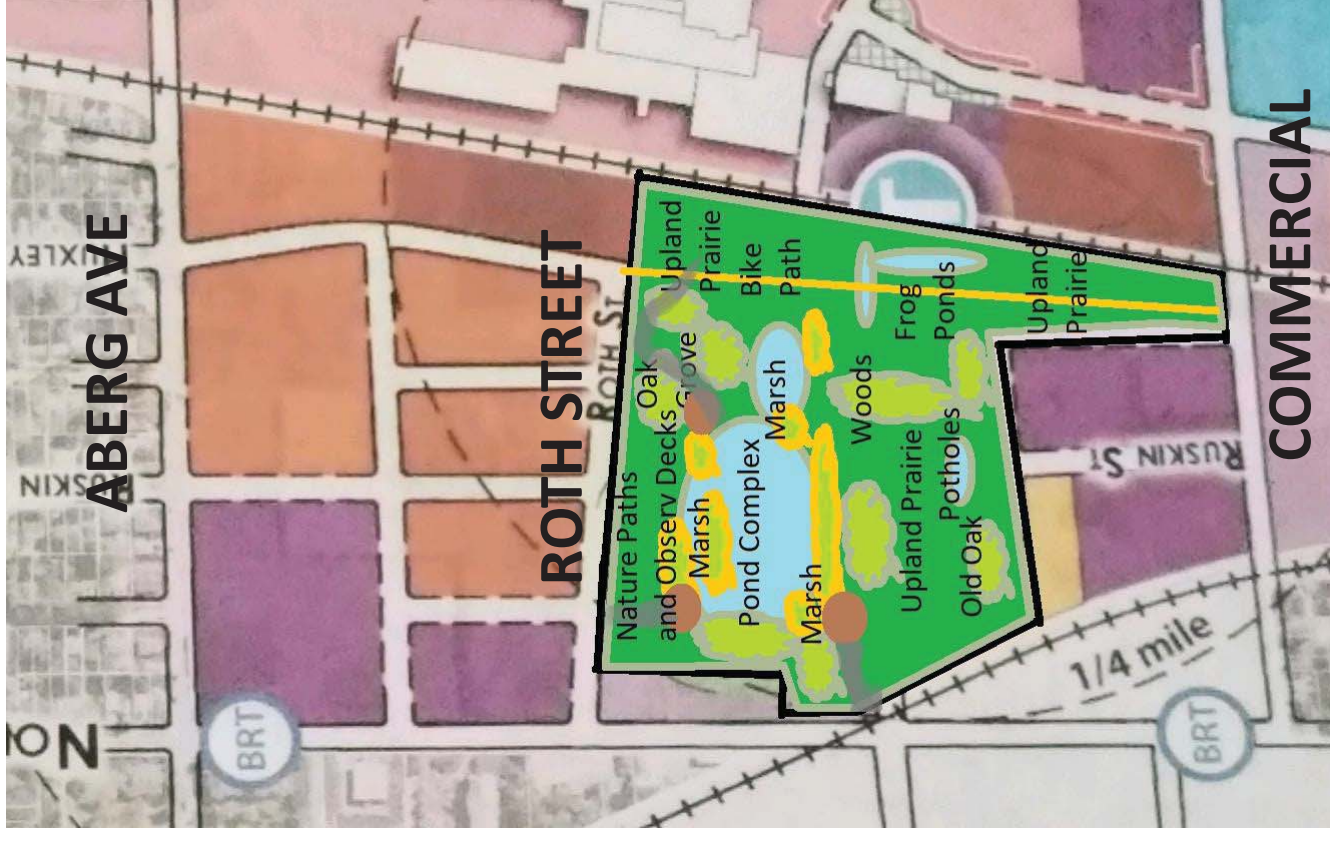 ABERG AVE
ROTH STREET
COMMERCIAL
RUSKIN
ROTH ST
RUSKIN ST
BRT
BRT
1/4 mile
Nature Paths
and Observ Decks
Oak
Grove
Upland
Prairie
Bike
Path
Marsh
Pond Complex
Marsh
Marsh
Woods
Frog
Ponds
Upland
Prairie
Upland Prairie
Potholes
Old Oak